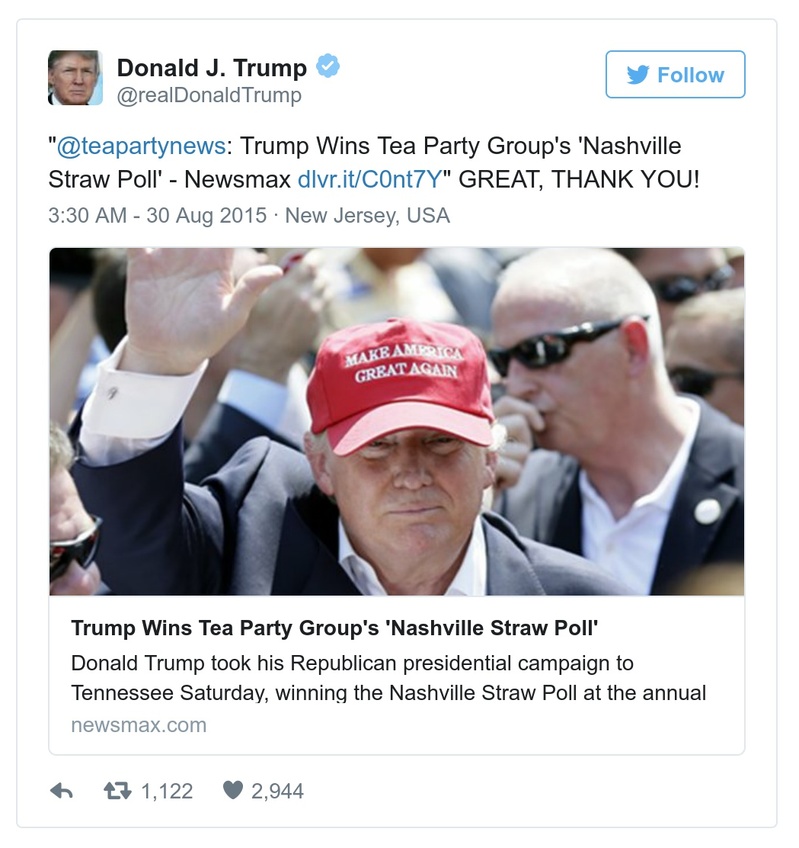 Donald J. Trump
@realDonaldTrump
Follow
"@teapartynews: Trump Wins Tea Party Group's 'Nashville
Straw Poll' - Newsmax dlvr.it/C0nt7Y" GREAT, THANK YOU!
3:30 AM - 30 Aug 2015 · New Jersey, USA
MAKE AMERICA
GREAT AGAIN
Trump Wins Tea Party Group's 'Nashville Straw Poll'
Donald Trump took his Republican presidential campaign to
Tennessee Saturday, winning the Nashville Straw Poll at the annual
newsmax.com
1,122 2,944